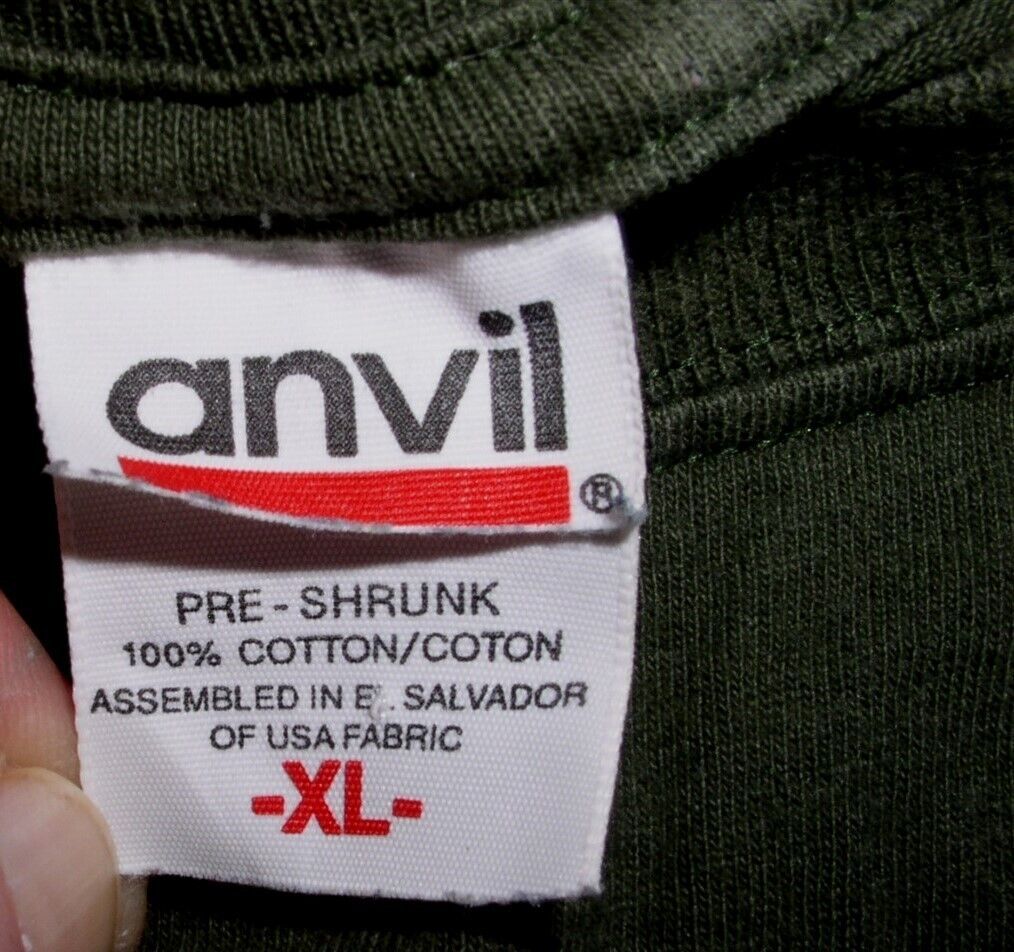 anvil®
PRE-SHRUNK
100% COTTON/COTON
ASSEMBLED IN EL SALVADOR
OF USA FABRIC
-XL-